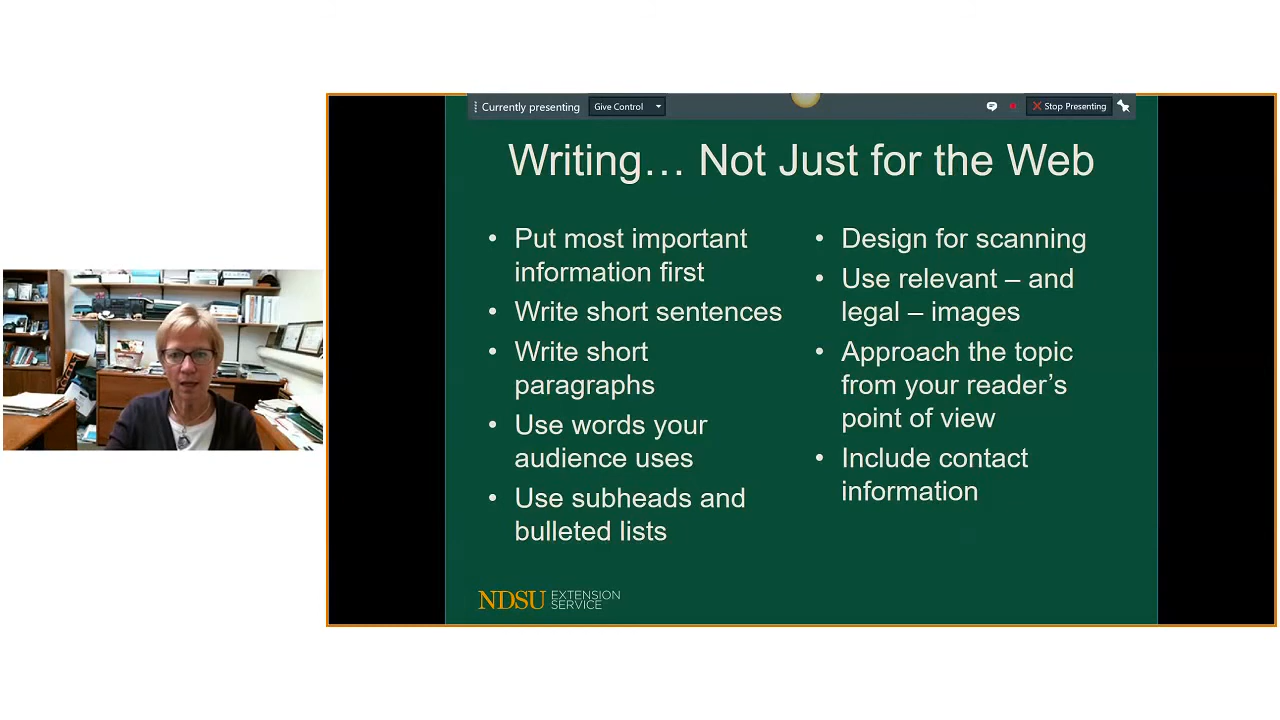 Currently presenting
Give Control
Stop Presenting
Writing… Not Just for the Web
• Put most important
information first
• Write short sentences
• Write short
paragraphs
• Use words your
audience uses
• Use subheads and
bulleted lists
• Design for scanning
• Use relevant – and
legal – images
• Approach the topic
from your reader’s
point of view
• Include contact
information
NDSU EXTENSION
SERVICE